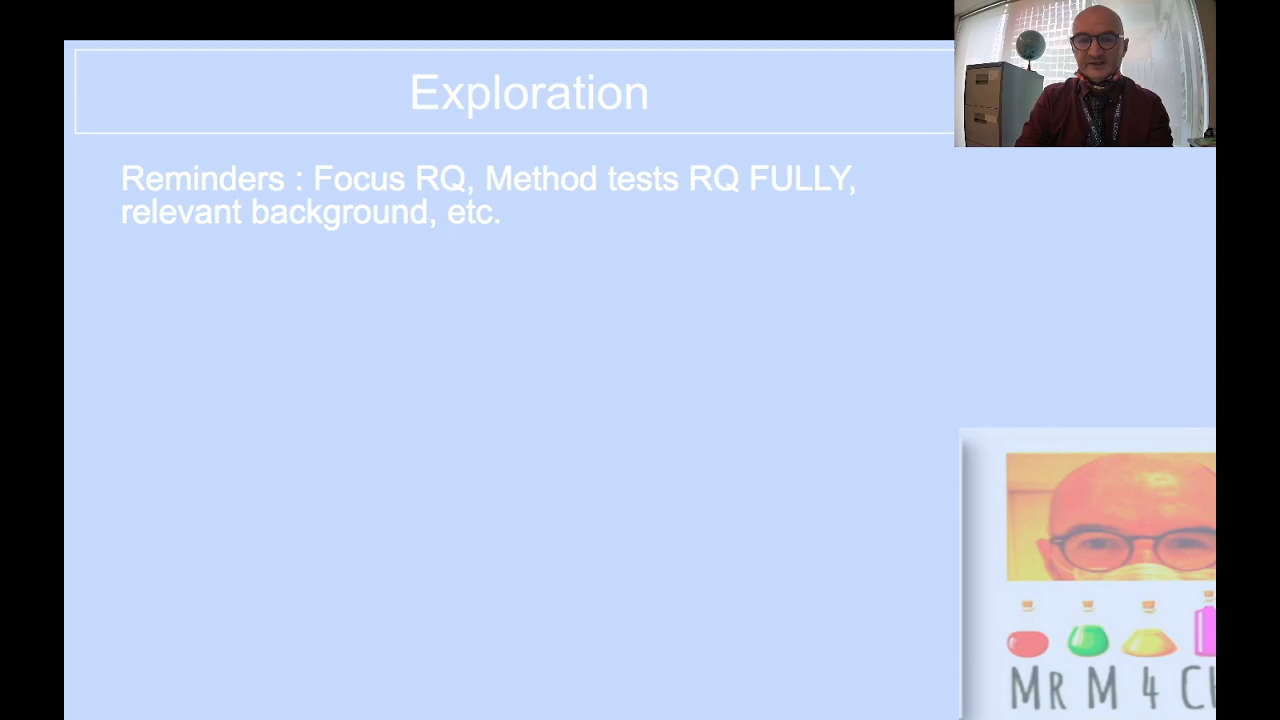 Exploration
Reminders : Focus RQ, Method tests RQ FULLY,
relevant background, etc.
Mr M 4